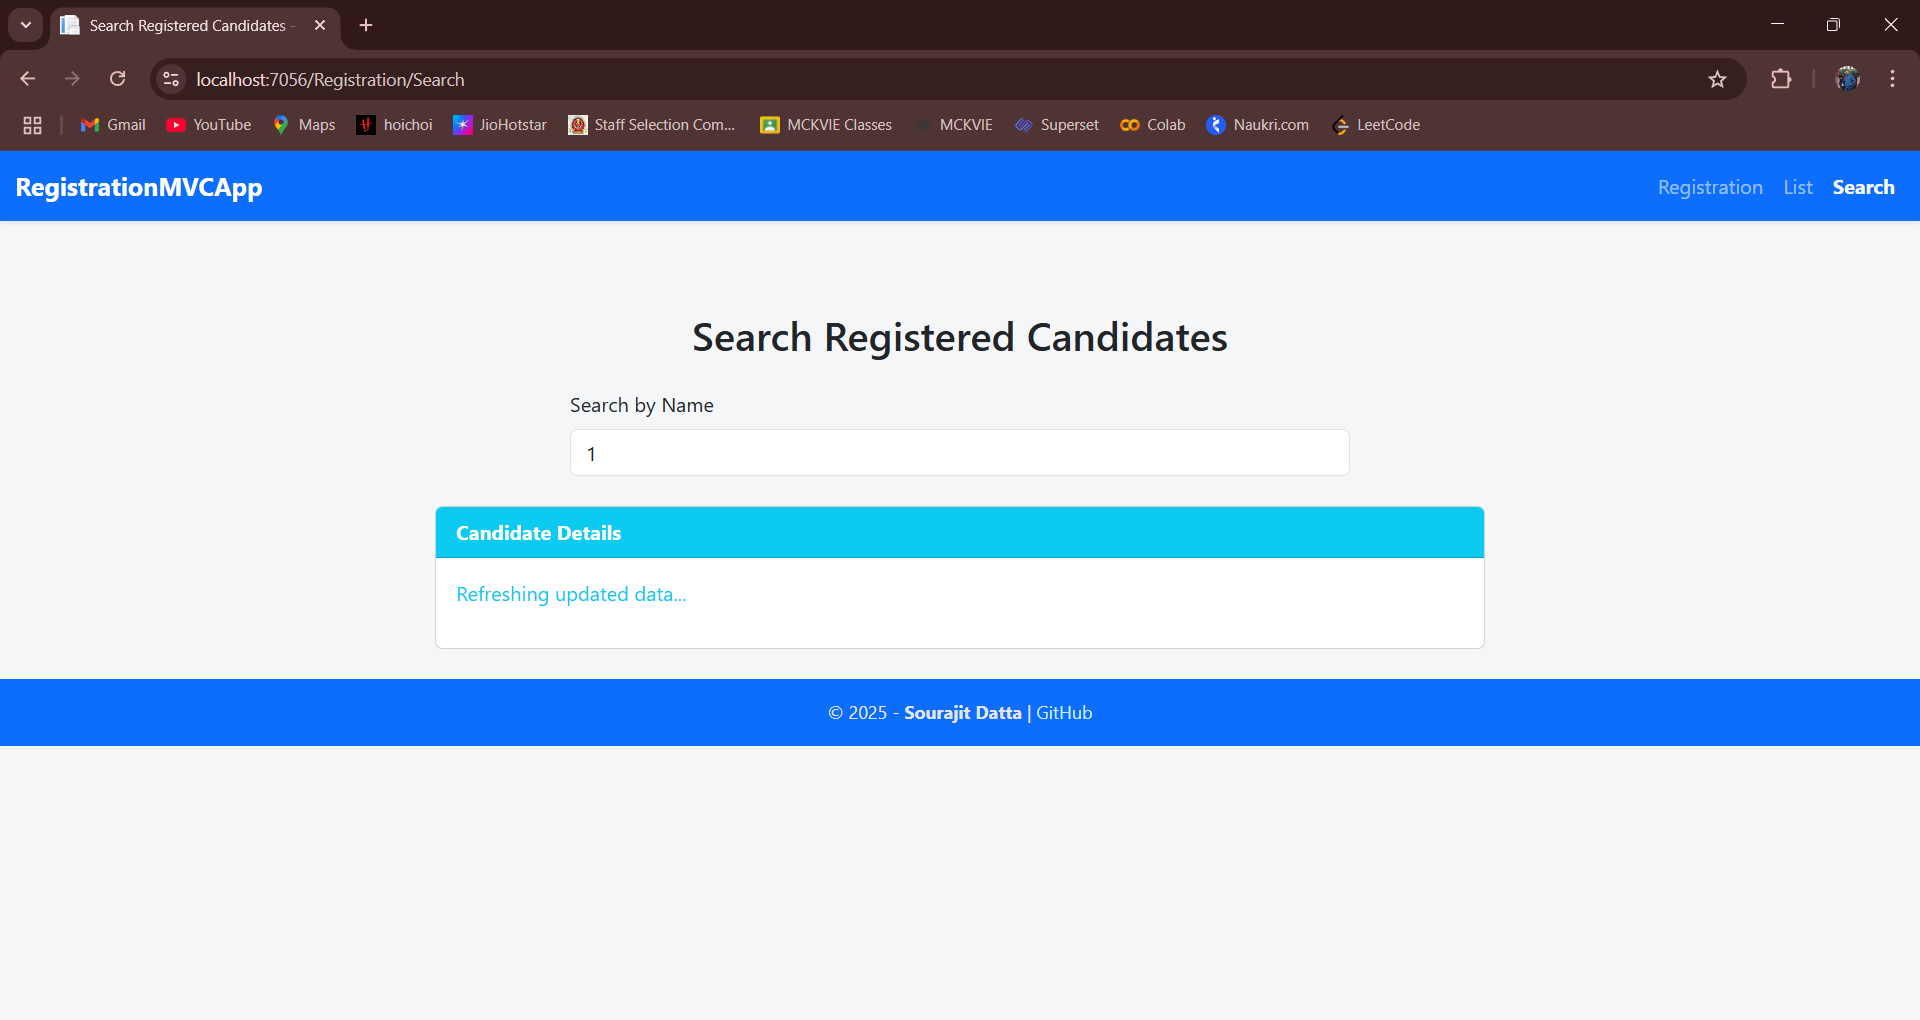 Search Registered Candidates -
localhost:7056/Registration/Search
Gmail YouTube Maps hoichoi JioHotstar Staff Selection Com... MCKVIE Classes MCKVIE Superset Colab Naukri.com LeetCode
RegistrationMVCApp Registration List Search
Search Registered Candidates
Search by Name
1
Candidate Details
Refreshing updated data...
© 2025 - Sourajit Datta | GitHub